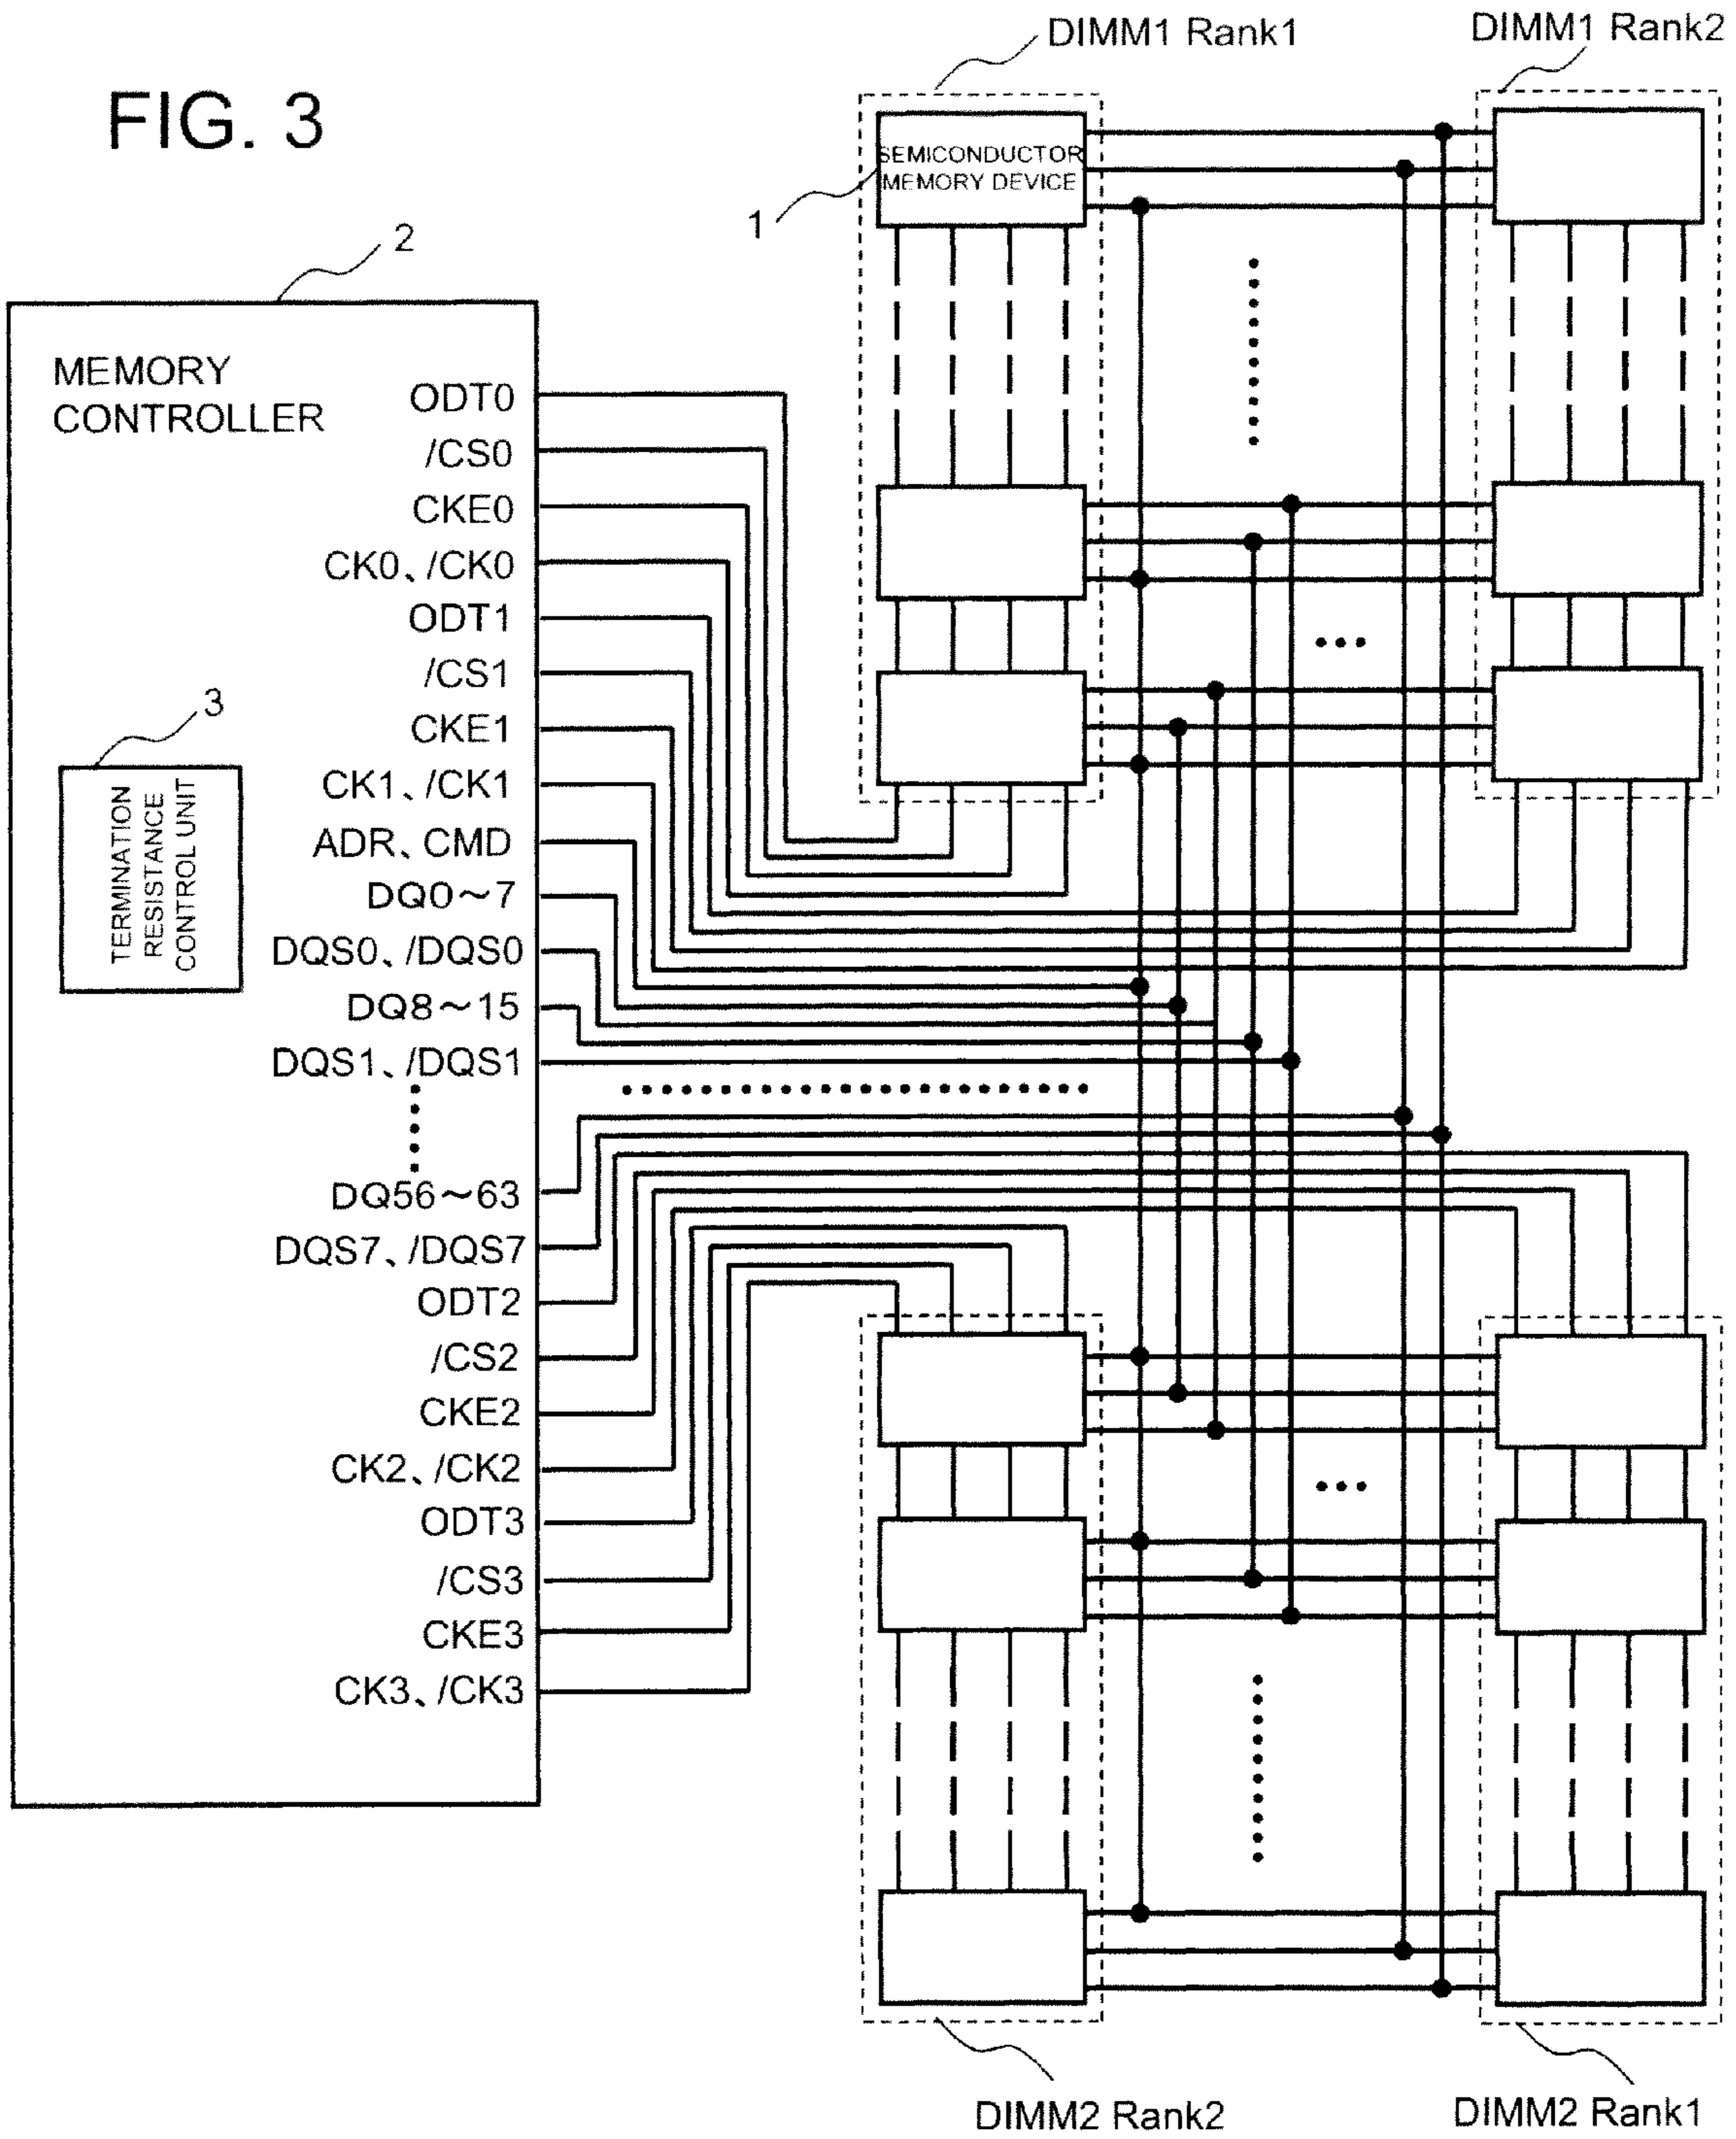 DIMM1 Rank1
DIMM1 Rank2
FIG. 3
SEMICONDUCTOR
MEMORY DEVICE
1
2
MEMORY
CONTROLLER
ODT0
/CS0
CKE0
CK0、/CK0
ODT1
/CS1
3
CKE1
TERMINATION
RESISTANCE
CONTROL UNIT
CK1、/CK1
ADR、CMD
DQ0～7
DQS0、/DQS0
DQ8～15
DQS1、/DQS1
DQ56～63
DQS7、/DQS7
ODT2
/CS2
CKE2
CK2、/CK2
ODT3
/CS3
CKE3
CK3、/CK3
DIMM2 Rank2
DIMM2 Rank1